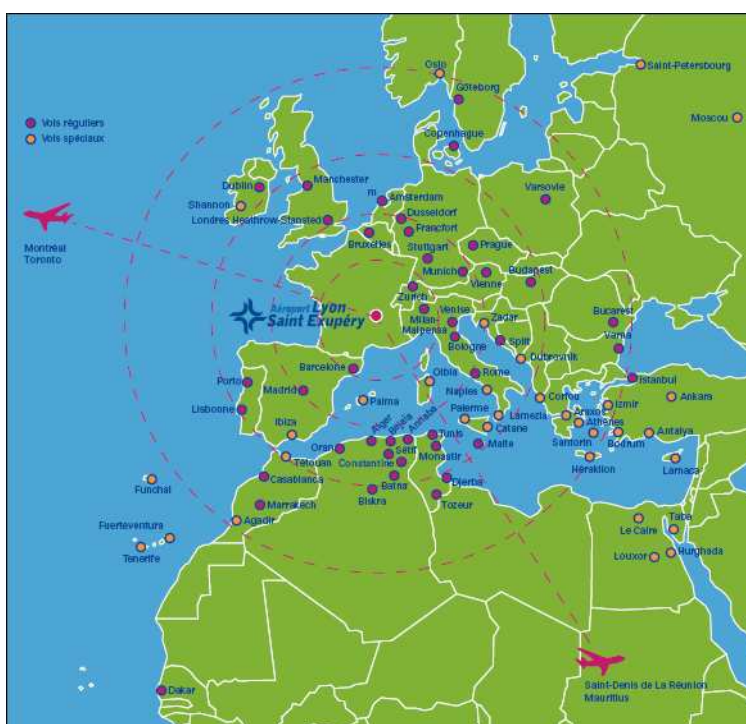 Oslo
Saint-Petersbourg
Göteborg
Moscou
Vols réguliers
Vols spéciaux
Copenhague
Dublin
Manchester
m
Amsterdam
Varsovie
Shannon
Dusseldorf
Londres Heathrow-Stansted
Francfort
Bruxelles
Stuttgart
Prague
Montréal
Toronto
Munich
Vienne
Budapest
Zurich
Aéroport Lyon
Saint Exupéry
Milan-
Malpensa
Venise
Zadar
Bucarest
Bologne
Split
Varna
Dubrovnik
Barcelone
Olbia
Rome
Istanbul
Porto
Madrid
Naples
Ankara
Palma
Corfou
Izmir
Lisbonne
Palerme
Lamezia
Araxos
Ibiza
Alger
Bejaia
Annaba
Catane
Athènes
Oran
Sétif
Tunis
Malte
Santorin
Bodrum
Antalya
Tétouan
Constantine
Monastir
Héraklion
Larnaca
Casablanca
Batna
Djerba
Funchal
Marrakech
Biskra
Tozeur
Agadir
Le Caire
Taba
Fuerteventura
Tenerife
Louxor
Hurghada
Saint-Denis de La Réunion
Mauritius
Dakar